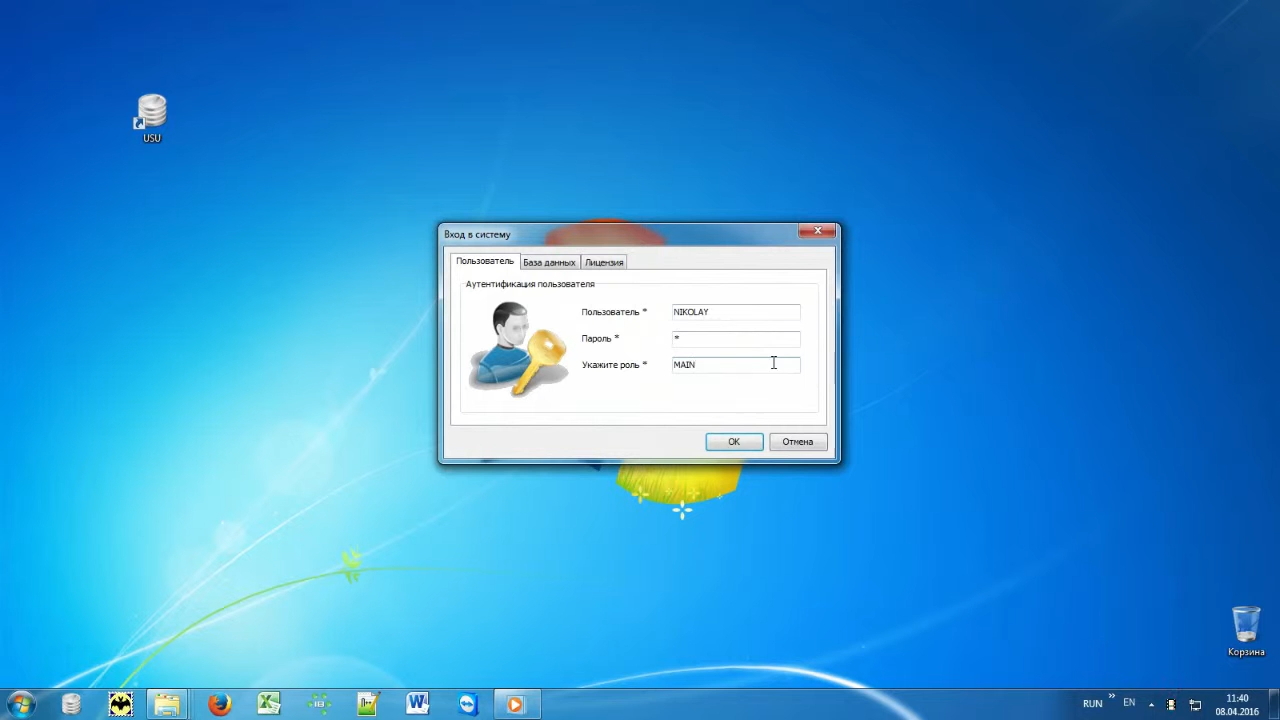 USU
Вход в систему
Пользователь База данных Лицензия
Аутентификация пользователя
Пользователь * NIKOLAY
Пароль * *
Укажите роль * MAIN
OK Отмена
Корзина
RUN » EN 11:40
08.04.2016